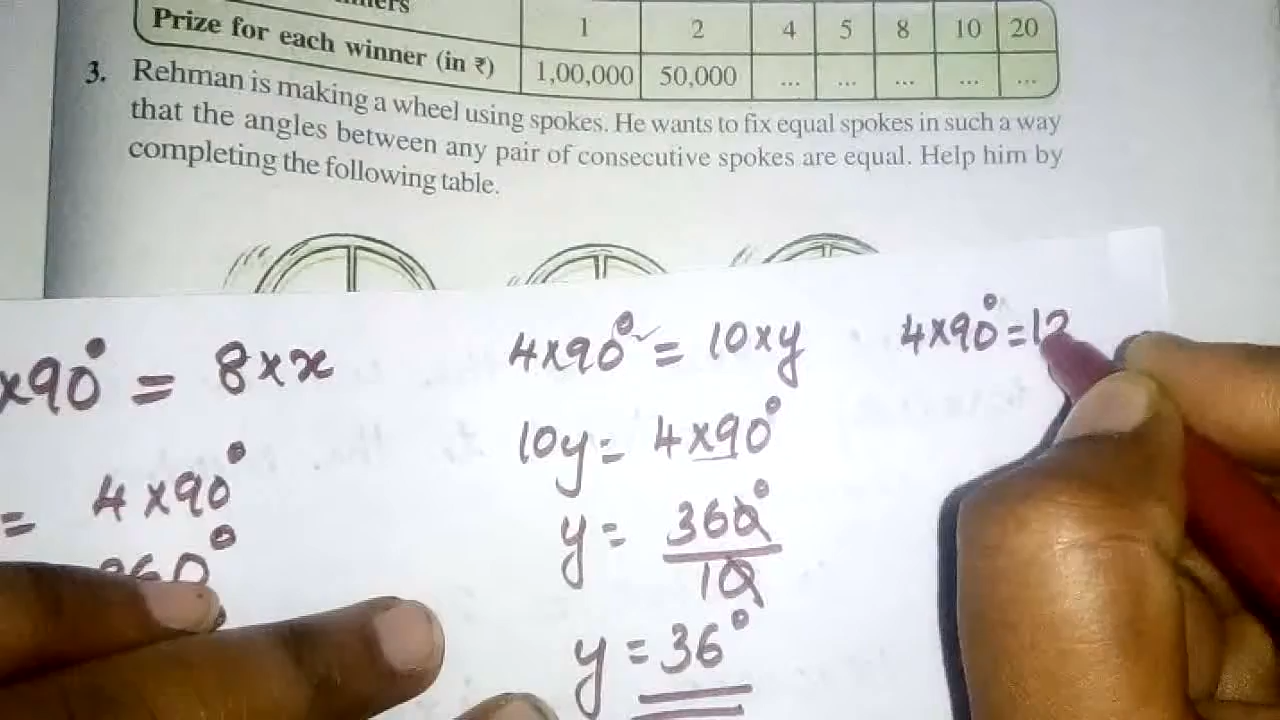 1 2 4 5 8 10 20
Prize for each winner (in ₹) 1,00,000 50,000 ... ... ... ... ...
3. Rehman is making a wheel using spokes. He wants to fix equal spokes in such a way
that the angles between any pair of consecutive spokes are equal. Help him by
completing the following table.
×90° = 8×x
= 4×90°
4×90° = 10×y
10y = 4×90°
y = 360°
10
y = 36°
4×90° = 12